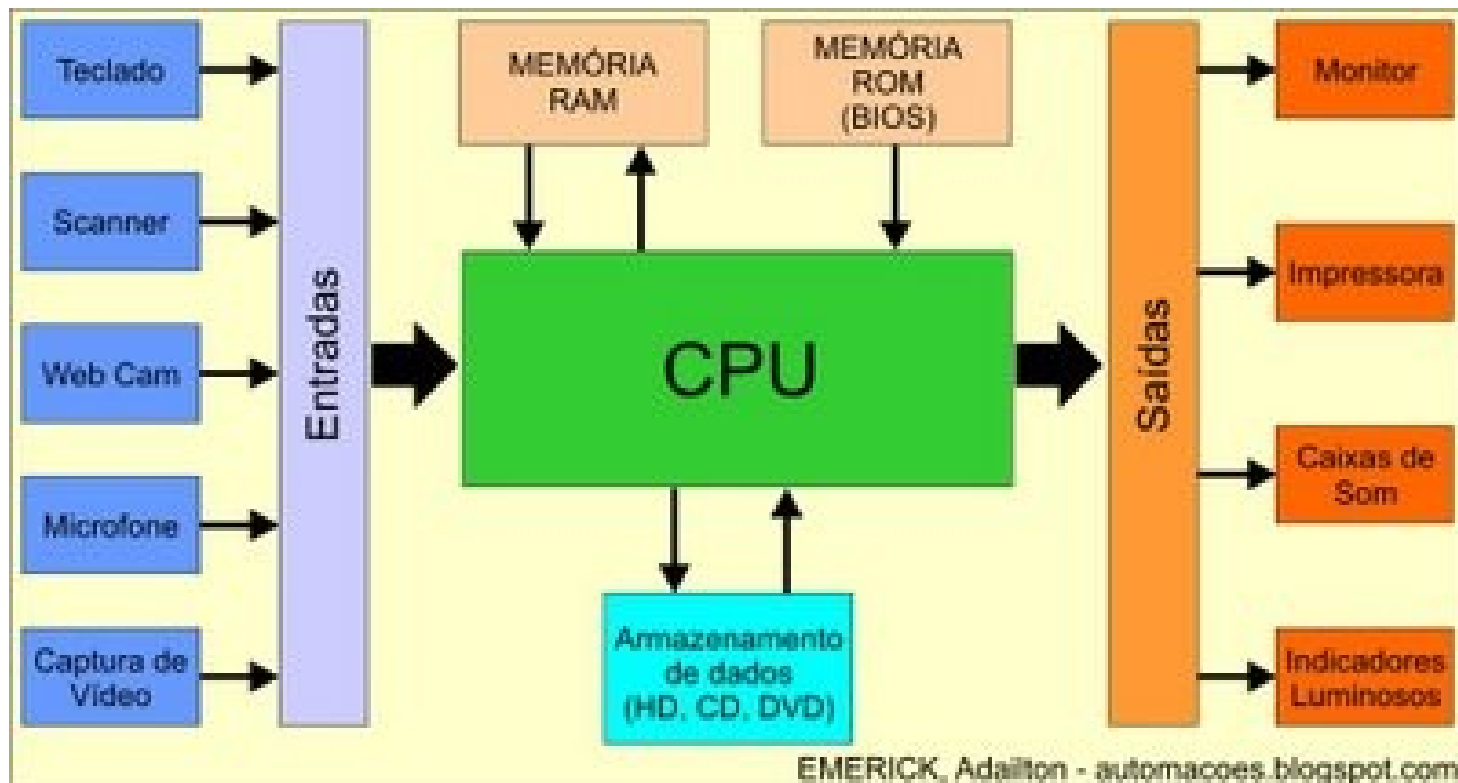 Teclado
Scanner
Web Cam
Microfone
Captura de
Vídeo
Entradas
MEMÓRIA
RAM
MEMÓRIA
ROM
(BIOS)
CPU
Armazenamento
de dados
(HD, CD, DVD)
Saídas
Monitor
Impressora
Caixas de
Som
Indicadores
Luminosos
EMERICK, Adailton - automacoes.blogspot.com